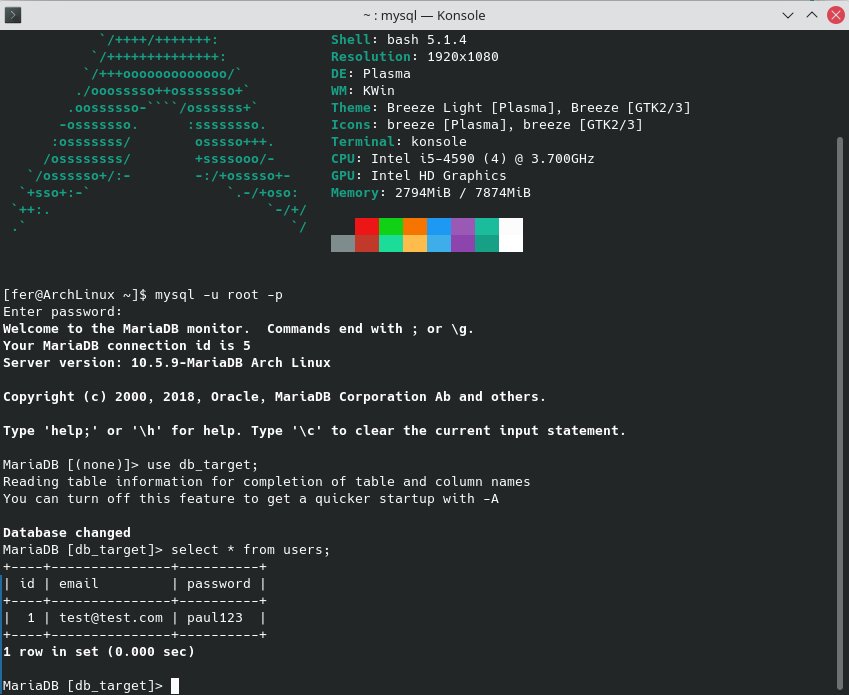 ~ : mysql — Konsole
`/++++/+++++++:              Shell: bash 5.1.4
`/++++++++++++++:             Resolution: 1920x1080
`/+++ooooooooooooo/`           DE: Plasma
./ooosssso++osssssso+`          WM: KWin
.oossssso-````/ossssss+`         Theme: Breeze Light [Plasma], Breeze [GTK2/3]
-osssssso.      :ssssssso.        Icons: breeze [Plasma], breeze [GTK2/3]
:osssssss/        osssso+++.       Terminal: konsole
/ossssssss/        +ssssooo/-       CPU: Intel i5-4590 (4) @ 3.700GHz
`/ossssso+/:-        -:/+osssso+-     GPU: Intel HD Graphics
`+sso+:-`                 `.-/+oso:    Memory: 2794MiB / 7874MiB
`++:.                           `-/+/
.`                                 `/
[fer@ArchLinux ~]$ mysql -u root -p
Enter password:
Welcome to the MariaDB monitor.  Commands end with ; or \g.
Your MariaDB connection id is 5
Server version: 10.5.9-MariaDB Arch Linux
Copyright (c) 2000, 2018, Oracle, MariaDB Corporation Ab and others.
Type 'help;' or '\h' for help. Type '\c' to clear the current input statement.
MariaDB [(none)]> use db_target;
Reading table information for completion of table and column names
You can turn off this feature to get a quicker startup with -A
Database changed
MariaDB [db_target]> select * from users;
+----+---------------+----------+
| id | email         | password |
+----+---------------+----------+
|  1 | test@test.com | paul123  |
+----+---------------+----------+
1 row in set (0.000 sec)
MariaDB [db_target]>